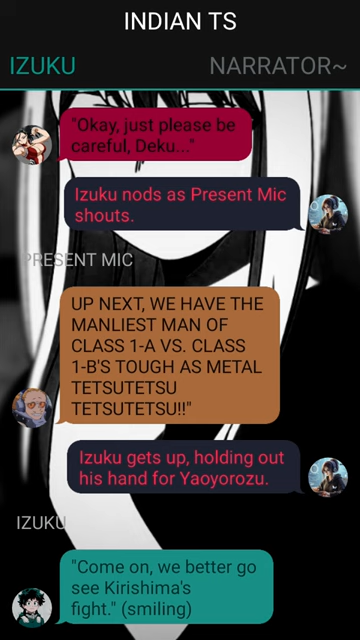 INDIAN TS
IZUKU
NARRATOR~
"Okay, just please be
careful, Deku..."
Izuku nods as Present Mic
shouts.
PRESENT MIC
UP NEXT, WE HAVE THE
MANLIEST MAN OF
CLASS 1-A VS. CLASS
1-B'S TOUGH AS METAL
TETSUTETSU
TETSUTETSU!!"
Izuku gets up, holding out
his hand for Yaoyorozu.
IZUKU
"Come on, we better go
see Kirishima's
fight." (smiling)